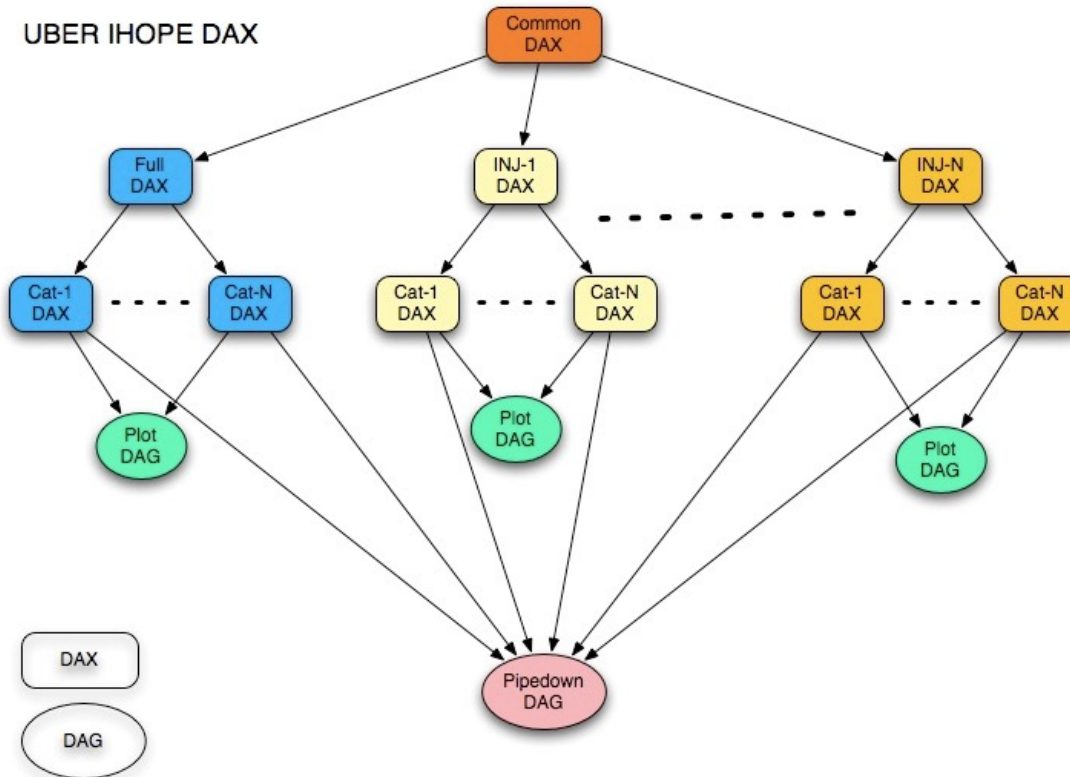 UBER IHOPE DAX
Common
DAX
Full
DAX
INJ-1
DAX
INJ-N
DAX
Cat-1
DAX
Cat-N
DAX
Cat-1
DAX
Cat-N
DAX
Cat-1
DAX
Cat-N
DAX
Plot
DAG
Plot
DAG
Plot
DAG
Pipedown
DAG
DAX
DAG